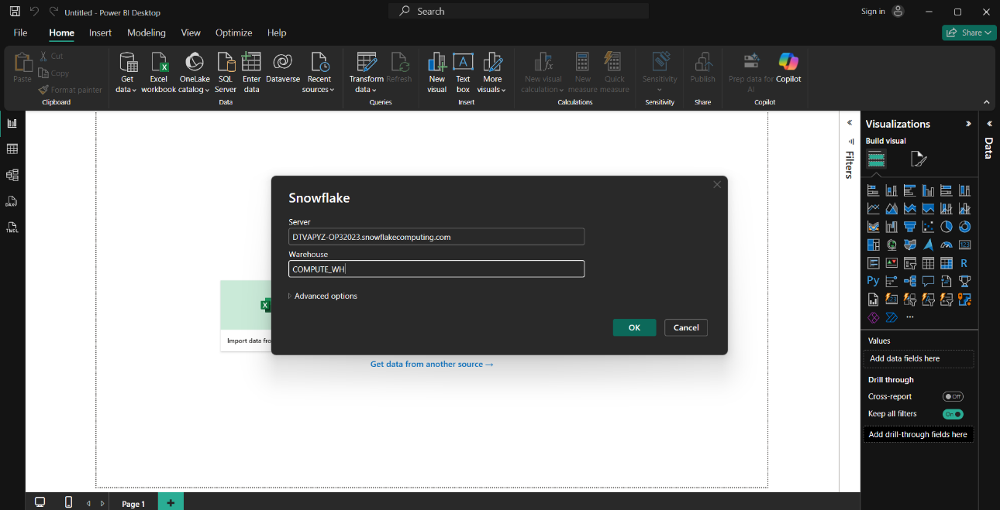 Untitled - Power BI Desktop
Search
Sign in
File Home Insert Modeling View Optimize Help
Share
Paste
Cut
Copy
Format painter
Clipboard
Get data
Excel workbook
OneLake catalog
SQL Server
Enter data
Dataverse
Recent sources
Data
Transform data
Refresh
Queries
New visual
Text box
More visuals
Insert
New visual calculation
New measure
Quick measure
Calculations
Sensitivity
Sensitivity
Publish
Share
Prep data for AI
Copilot
Copilot
DAX
TMDL
Snowflake
Server
DTVAPYZ-OP32023.snowflakecomputing.com
Warehouse
COMPUTE_WH
Advanced options
OK
Cancel
Import data fro
Get data from another source →
Filters
Visualizations
Build visual
123
R
Py
Values
Add data fields here
Drill through
Cross-report
Off
Keep all filters
On
Add drill-through fields here
Data
Page 1